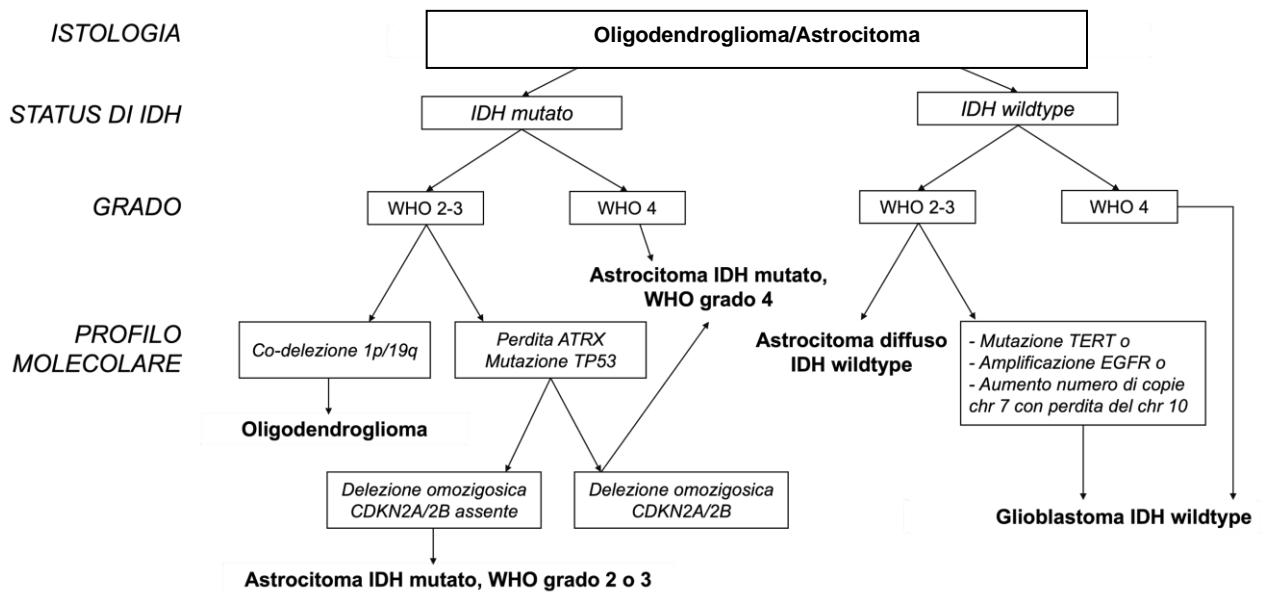 ISTOLOGIA
Oligodendroglioma/Astrocitoma
STATUS DI IDH
IDH mutato
IDH wildtype
GRADO
WHO 2-3
WHO 4
WHO 2-3
WHO 4
Astrocitoma IDH mutato,
WHO grado 4
PROFILO
MOLECOLARE
Co-delezione 1p/19q
Perdita ATRX
Mutazione TP53
Astrocitoma diffuso
IDH wildtype
- Mutazione TERT o
- Amplificazione EGFR o
- Aumento numero di copie
chr 7 con perdita del chr 10
Oligodendroglioma
Delezione omozigosica
CDKN2A/2B assente
Delezione omozigosica
CDKN2A/2B
Glioblastoma IDH wildtype
Astrocitoma IDH mutato, WHO grado 2 o 3